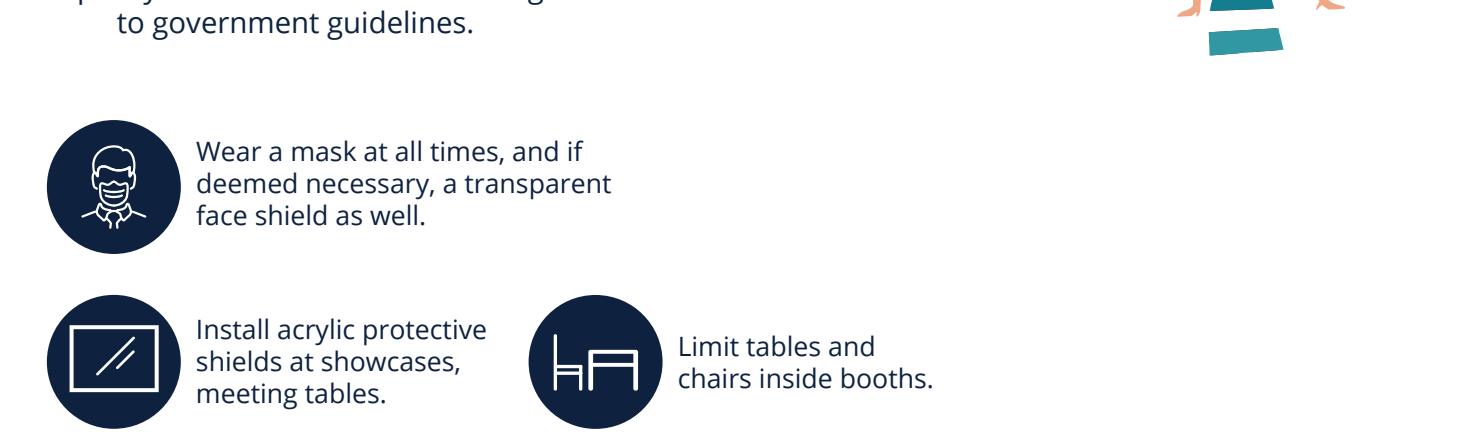 to government guidelines.
Wear a mask at all times, and if
deemed necessary, a transparent
face shield as well.
Install acrylic protective
shields at showcases,
meeting tables.
Limit tables and
chairs inside booths.